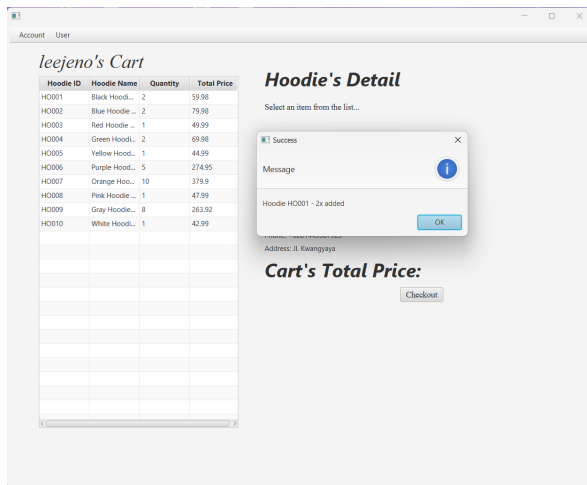 Account User
leejeno's Cart
Hoodie ID Hoodie Name Quantity Total Price
HO001 Black Hoodi... 2 59.98
HO002 Blue Hoodie ... 2 79.98
HO003 Red Hoodie ... 1 49.99
HO004 Green Hoodi... 2 69.98
HO005 Yellow Hood... 1 44.99
HO006 Purple Hood... 5 274.95
HO007 Orange Hoo... 10 379.9
HO008 Pink Hoodie ... 1 47.99
HO009 Gray Hoodie... 8 263.92
HO010 White Hoodi... 1 42.99
Hoodie's Detail
Select an item from the list...
Success
Message
Hoodie HO001 - 2x added
OK
Address: Jl. Kwangyaya
Cart's Total Price:
Checkout